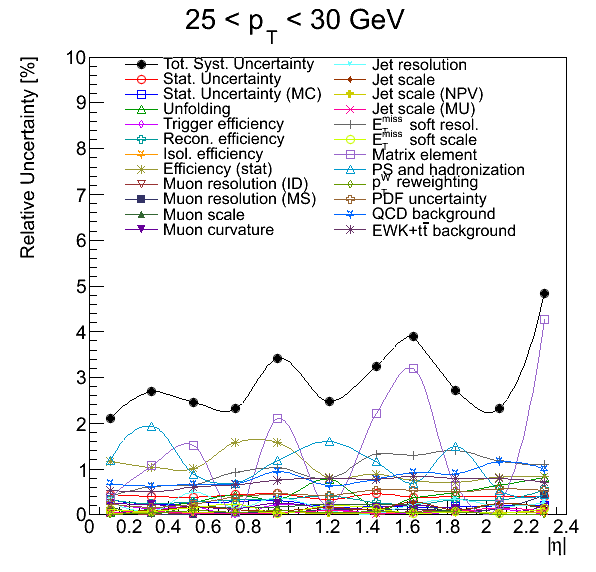 25 < p_T < 30 GeV
Relative Uncertainty [%]
10
9
8
7
6
5
4
3
2
1
0
Tot. Syst. Uncertainty
Stat. Uncertainty
Stat. Uncertainty (MC)
Unfolding
Trigger efficiency
Recon. efficiency
Isol. efficiency
Efficiency (stat)
Muon resolution (ID)
Muon resolution (MS)
Muon scale
Muon curvature
Jet resolution
Jet scale
Jet scale (NPV)
Jet scale (MU)
E_T^miss soft resol.
E_T^miss soft scale
Matrix element
PS and hadronization
p_T^W reweighting
PDF uncertainty
QCD background
EWK+tt̄ background
0 0.2 0.4 0.6 0.8 1 1.2 1.4 1.6 1.8 2 2.2 2.4
|η|